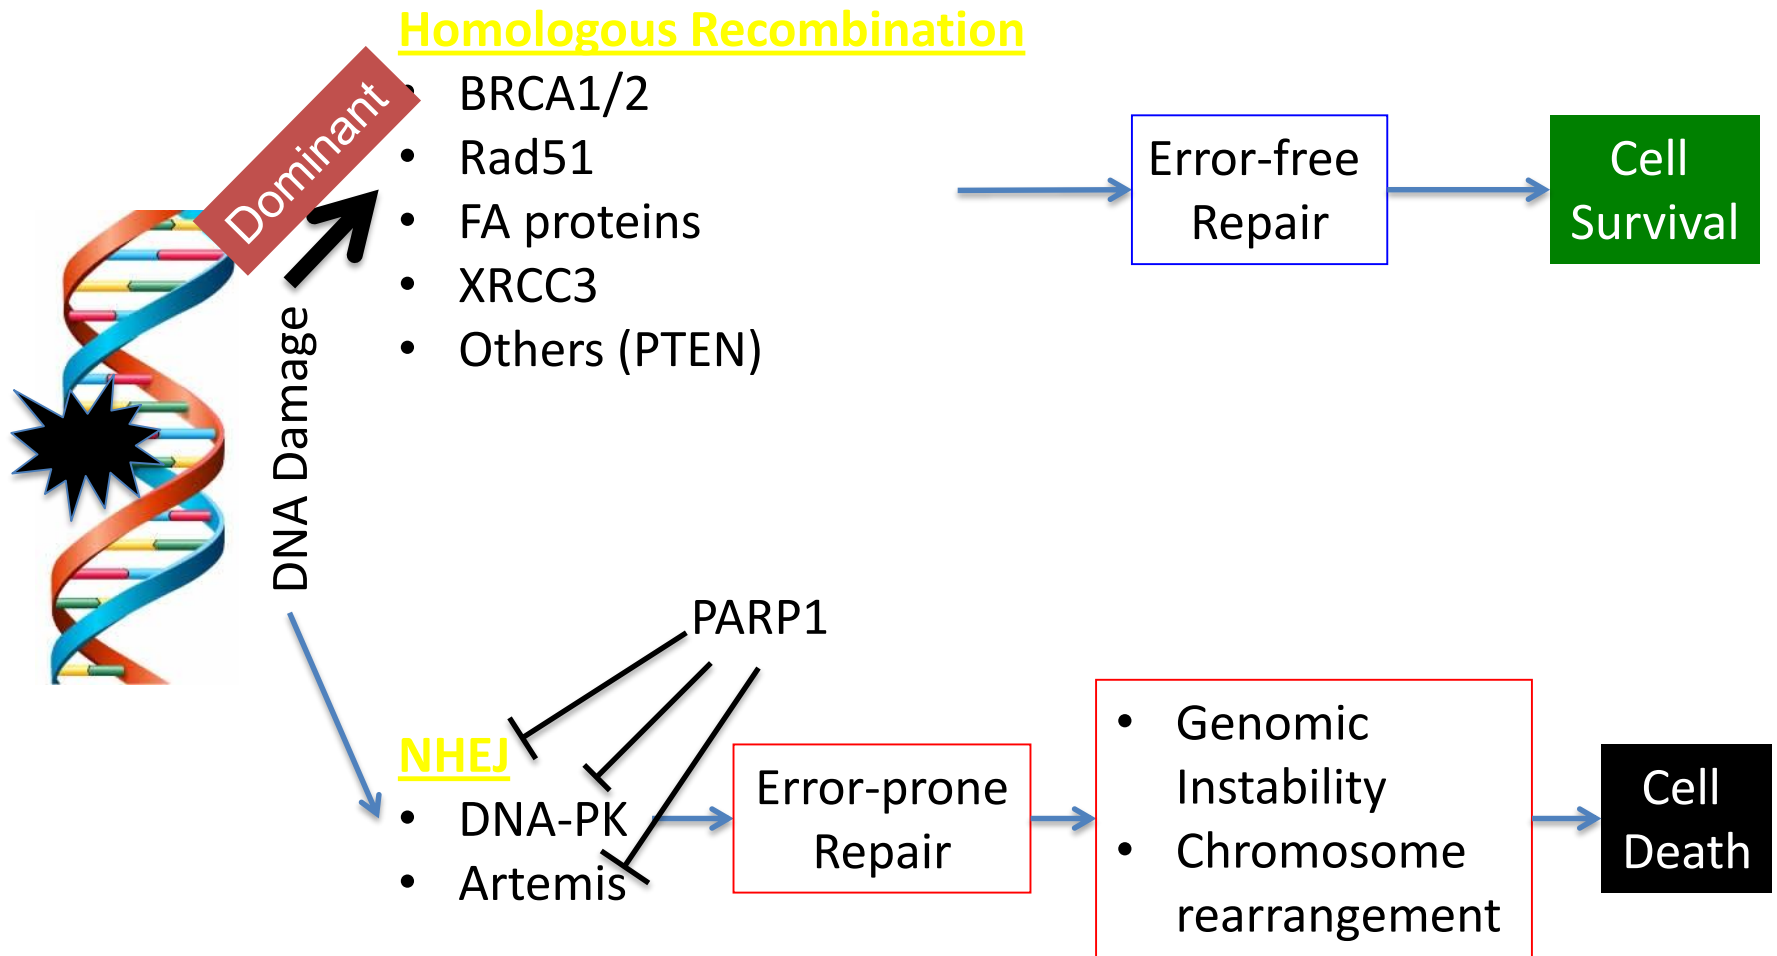 Homologous Recombination
Dominant
• BRCA1/2
• Rad51
• FA proteins
• XRCC3
• Others (PTEN)
Error-free
Repair
Cell
Survival
DNA Damage
PARP1
NHEJ
• DNA-PK
• Artemis
Error-prone
Repair
• Genomic
Instability
• Chromosome
rearrangement
Cell
Death